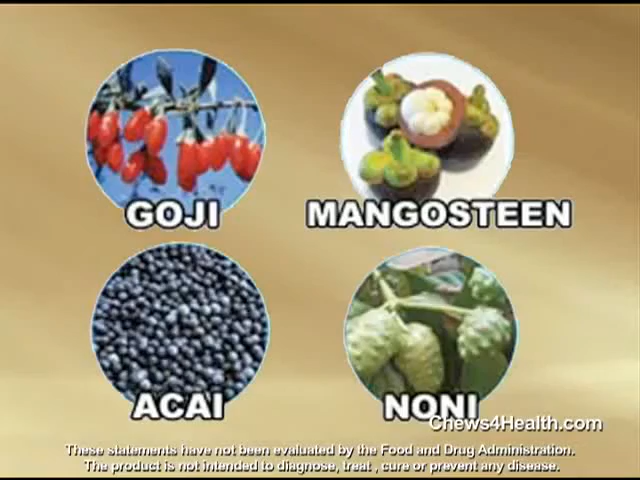 GOJI
MANGOSTEEN
ACAI
NONI
Chews4Health.com
These statements have not been evaluated by the Food and Drug Administration.
The product is not intended to diagnose, treat , cure or prevent any disease.